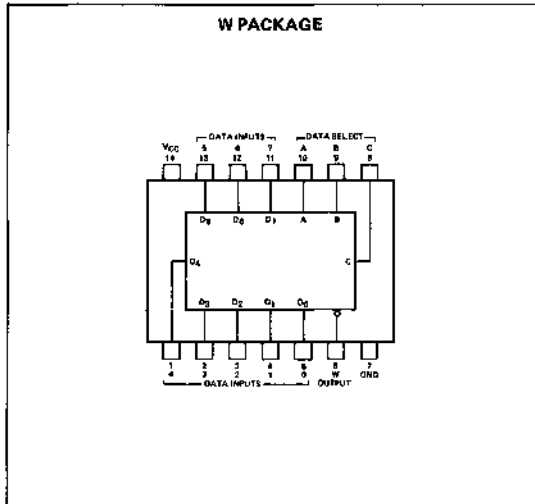 W PACKAGE
DATA INPUTS DATA SELECT
VCC 5 6 7 A B C
14 13 12 11 10 9 8
D5 D6 D7 A B
D4 C
D3 D2 D1 D0
1 2 3 4 5 6 7
4 3 2 1 0 W GND
DATA INPUTS OUTPUT